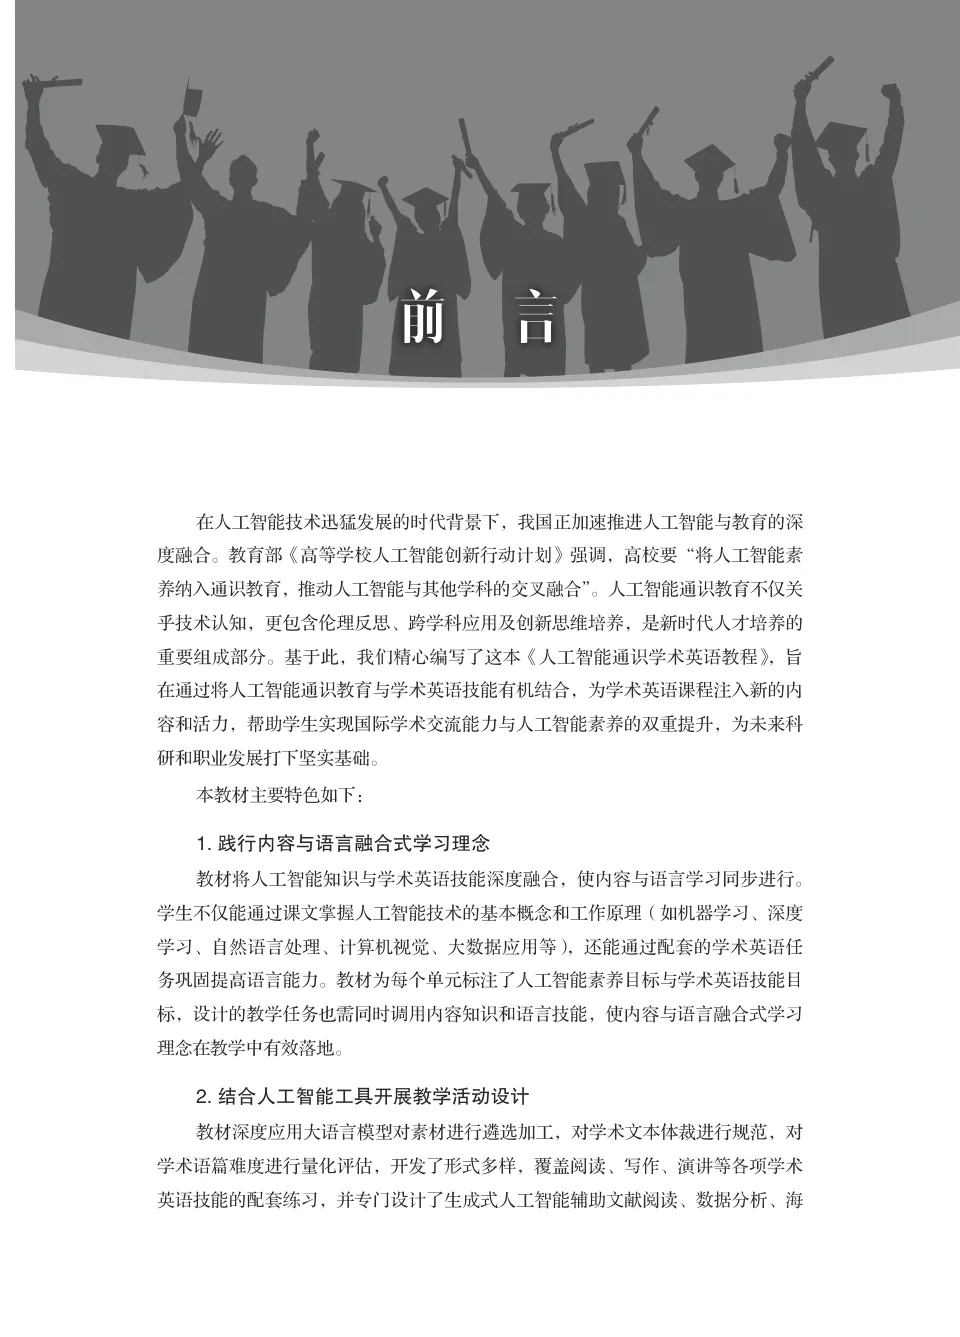 前言
在人工智能技术迅猛发展的时代背景下，我国正加速推进人工智能与教育的深
度融合。教育部《高等学校人工智能创新行动计划》强调，高校要“将人工智能素
养纳入通识教育，推动人工智能与其他学科的交叉融合”。人工智能通识教育不仅关
乎技术认知，更包含伦理反思、跨学科应用及创新思维培养，是新时代人才培养的
重要组成部分。基于此，我们精心编写了这本《人工智能通识学术英语教程》，旨
在通过将人工智能通识教育与学术英语技能有机结合，为学术英语课程注入新的内
容和活力，帮助学生实现国际学术交流能力与人工智能素养的双重提升，为未来科
研和职业发展打下坚实基础。
本教材主要特色如下：
1. 践行内容与语言融合式学习理念
教材将人工智能知识与学术英语技能深度融合，使内容与语言学习同步进行。
学生不仅能通过课文掌握人工智能技术的基本概念和工作原理（如机器学习、深度
学习、自然语言处理、计算机视觉、大数据应用等），还能通过配套的学术英语任
务巩固提高语言能力。教材为每个单元标注了人工智能素养目标与学术英语技能目
标，设计的教学任务也需同时调用内容知识和语言技能，使内容与语言融合式学习
理念在教学中有效落地。
2. 结合人工智能工具开展教学活动设计
教材深度应用大语言模型对素材进行遴选加工，对学术文本体裁进行规范，对
学术语篇难度进行量化评估，开发了形式多样，覆盖阅读、写作、演讲等各项学术
英语技能的配套练习，并专门设计了生成式人工智能辅助文献阅读、数据分析、海